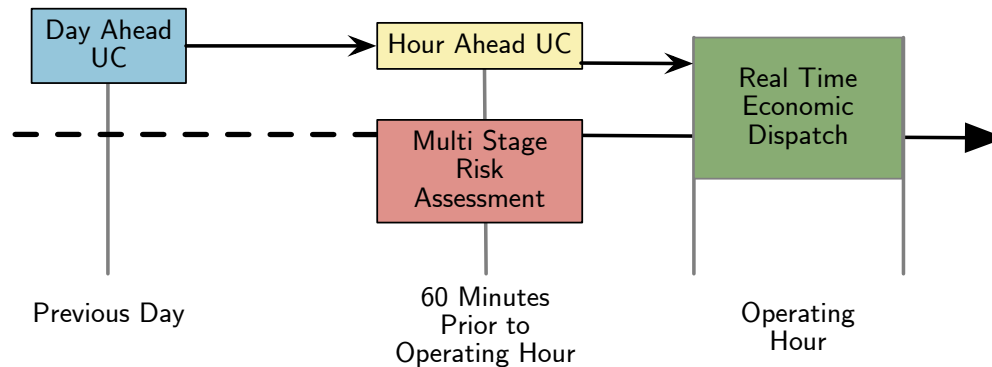 Day Ahead
UC
Hour Ahead UC
Real Time
Economic
Dispatch
Multi Stage
Risk
Assessment
Previous Day
60 Minutes
Prior to
Operating Hour
Operating
Hour